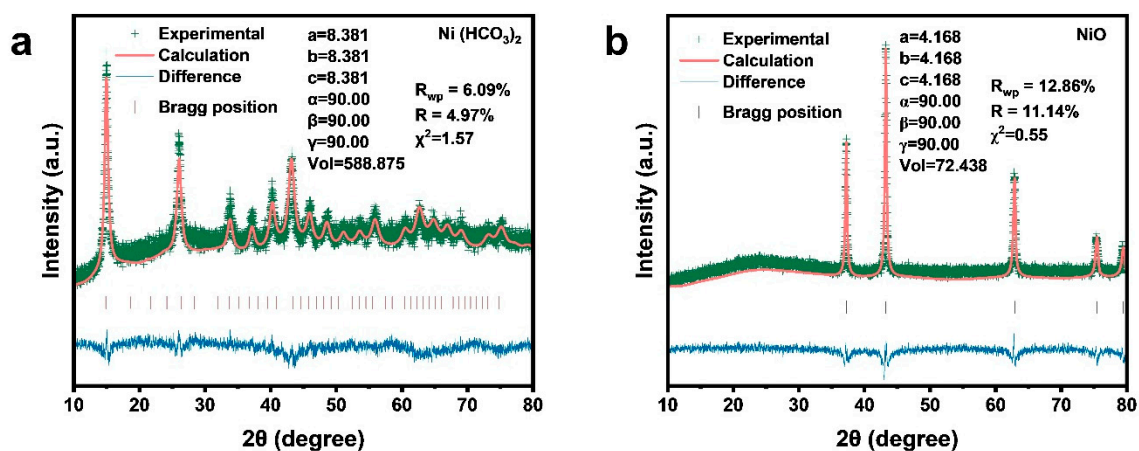 a
Experimental
Calculation
Difference
Bragg position
a=8.381
b=8.381
c=8.381
α=90.00
β=90.00
γ=90.00
Vol=588.875
Ni (HCO₃)₂
Rwp = 6.09%
R = 4.97%
χ²=1.57
Intensity (a.u.)
10 20 30 40 50 60 70 80
2θ (degree)
b
Experimental
Calculation
Difference
Bragg position
a=4.168
b=4.168
c=4.168
α=90.00
β=90.00
γ=90.00
Vol=72.438
NiO
Rwp = 12.86%
R = 11.14%
χ²=0.55
Intensity (a.u.)
10 20 30 40 50 60 70 80
2θ (degree)